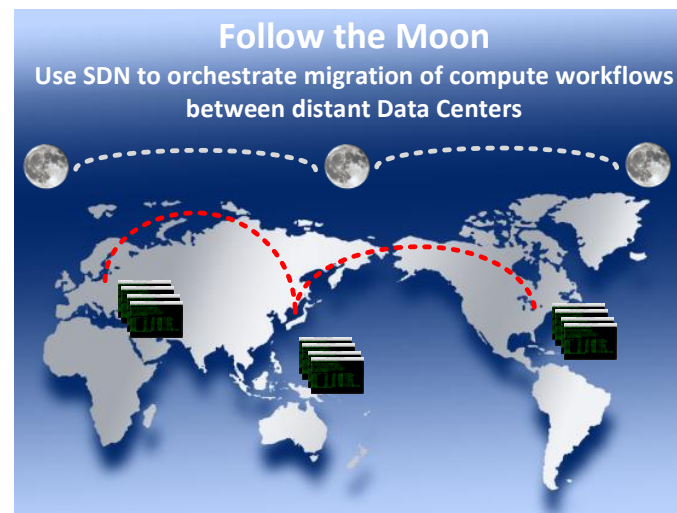 Follow the Moon
Use SDN to orchestrate migration of compute workflows
between distant Data Centers